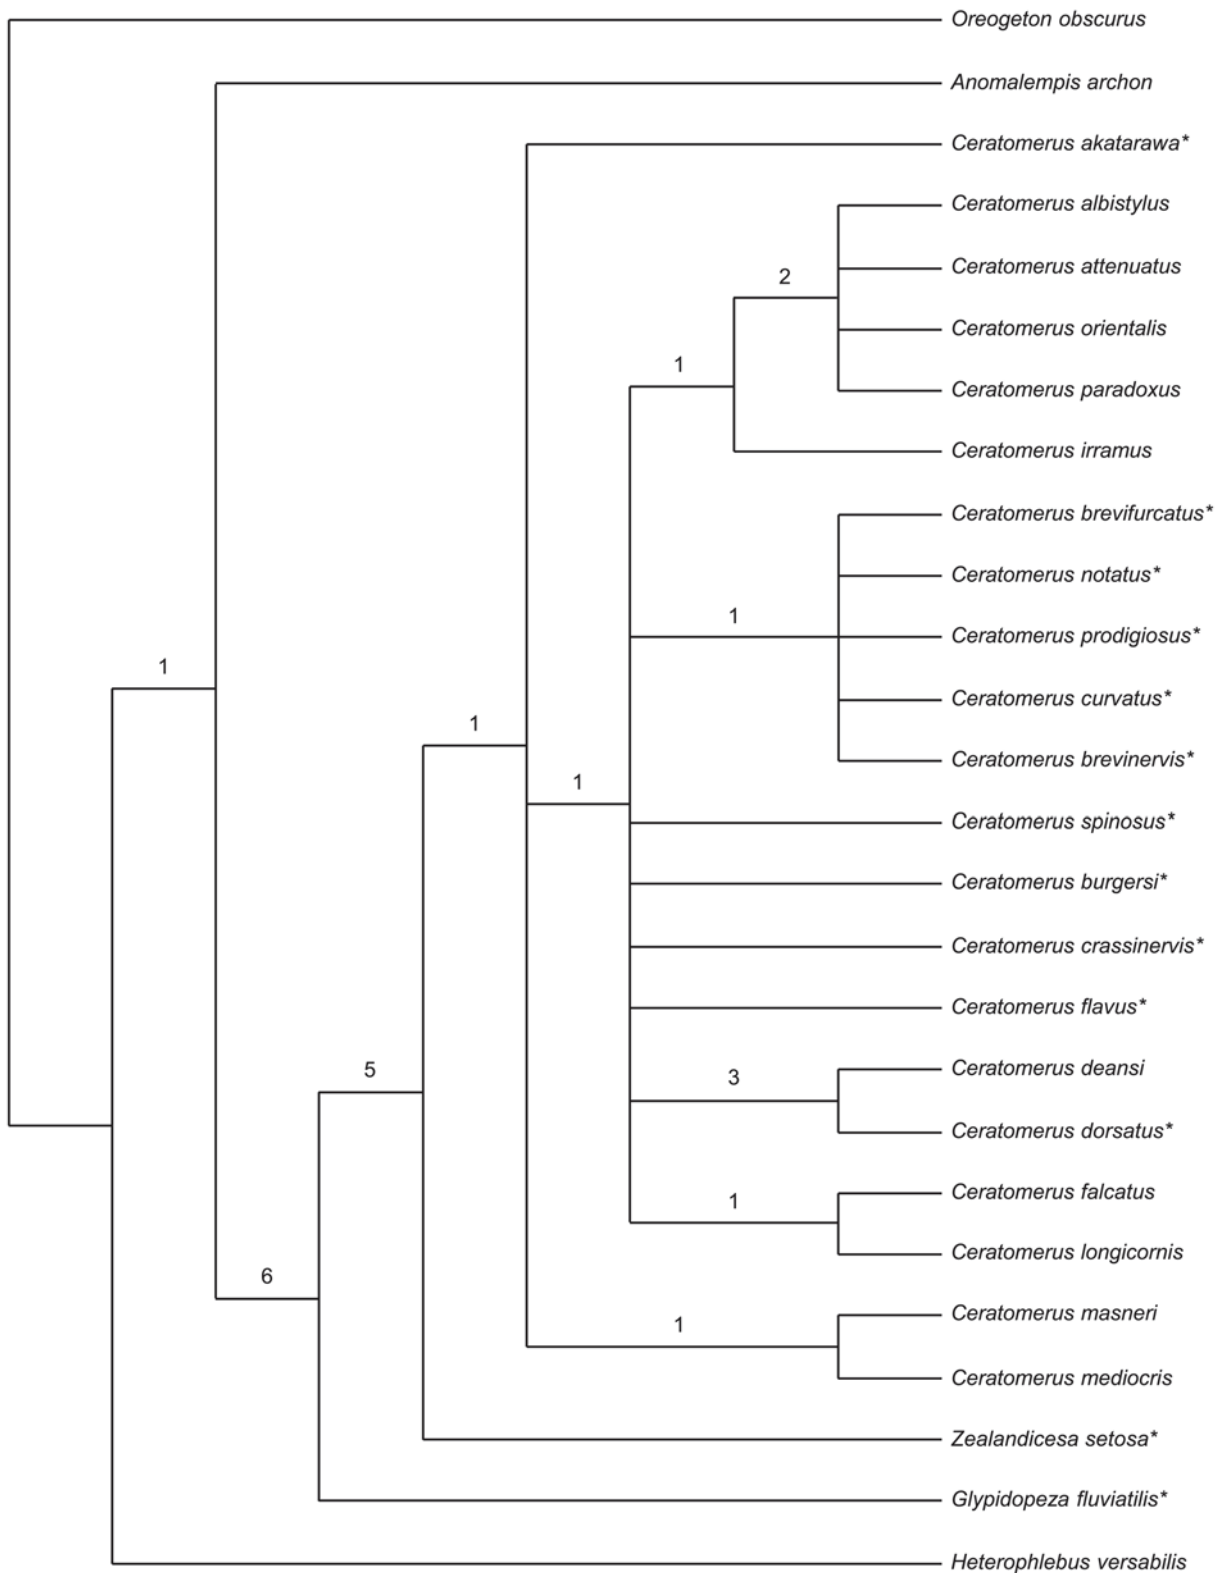 Oreogeton obscurus
Anomalempis archon
Ceratomerus akatarawa*
Ceratomerus albistylus
2
Ceratomerus attenuatus
Ceratomerus orientalis
1
Ceratomerus paradoxus
Ceratomerus irramus
Ceratomerus brevifurcatus*
Ceratomerus notatus*
1
Ceratomerus prodigiosus*
1
Ceratomerus curvatus*
1
Ceratomerus brevinervis*
1
Ceratomerus spinosus*
Ceratomerus burgersi*
Ceratomerus crassinervis*
Ceratomerus flavus*
5
3
Ceratomerus deansi
Ceratomerus dorsatus*
1
Ceratomerus falcatus
Ceratomerus longicornis
6
1
Ceratomerus masneri
Ceratomerus mediocris
Zealandicesa setosa*
Glypidopeza fluviatilis*
Heterophlebus versabilis